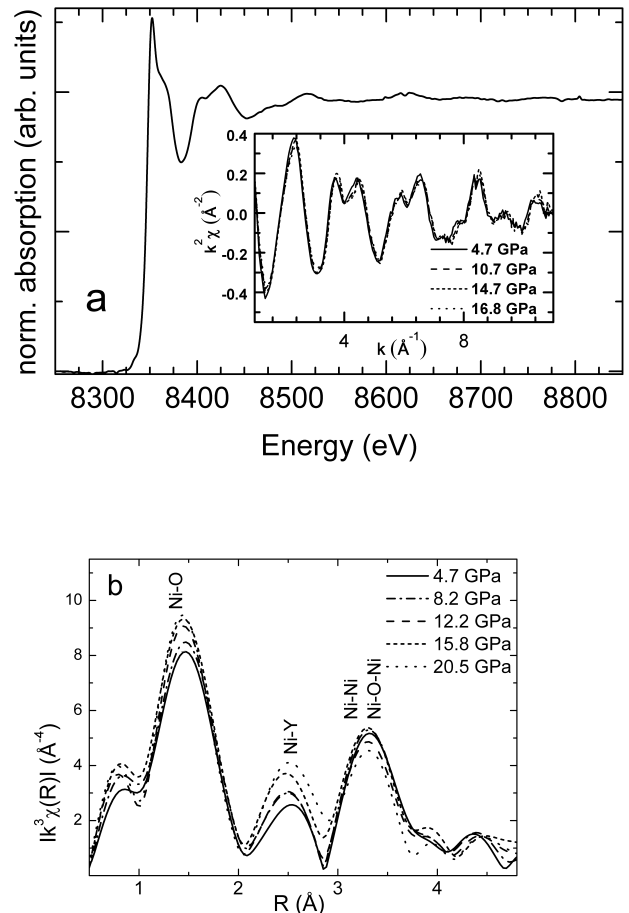 norm. absorption (arb. units)
a
0.4
0.2
0.0
-0.2
-0.4
k² χ (Å⁻²)
4.7 GPa
10.7 GPa
14.7 GPa
16.8 GPa
4 8
k (Å⁻¹)
8300 8400 8500 8600 8700 8800
Energy (eV)
b
Ni-O
Ni-Y
Ni-Ni
Ni-O-Ni
4.7 GPa
8.2 GPa
12.2 GPa
15.8 GPa
20.5 GPa
10
8
6
4
2
Ik³χ(R)I (Å⁻⁴)
1 2 3 4
R (Å)